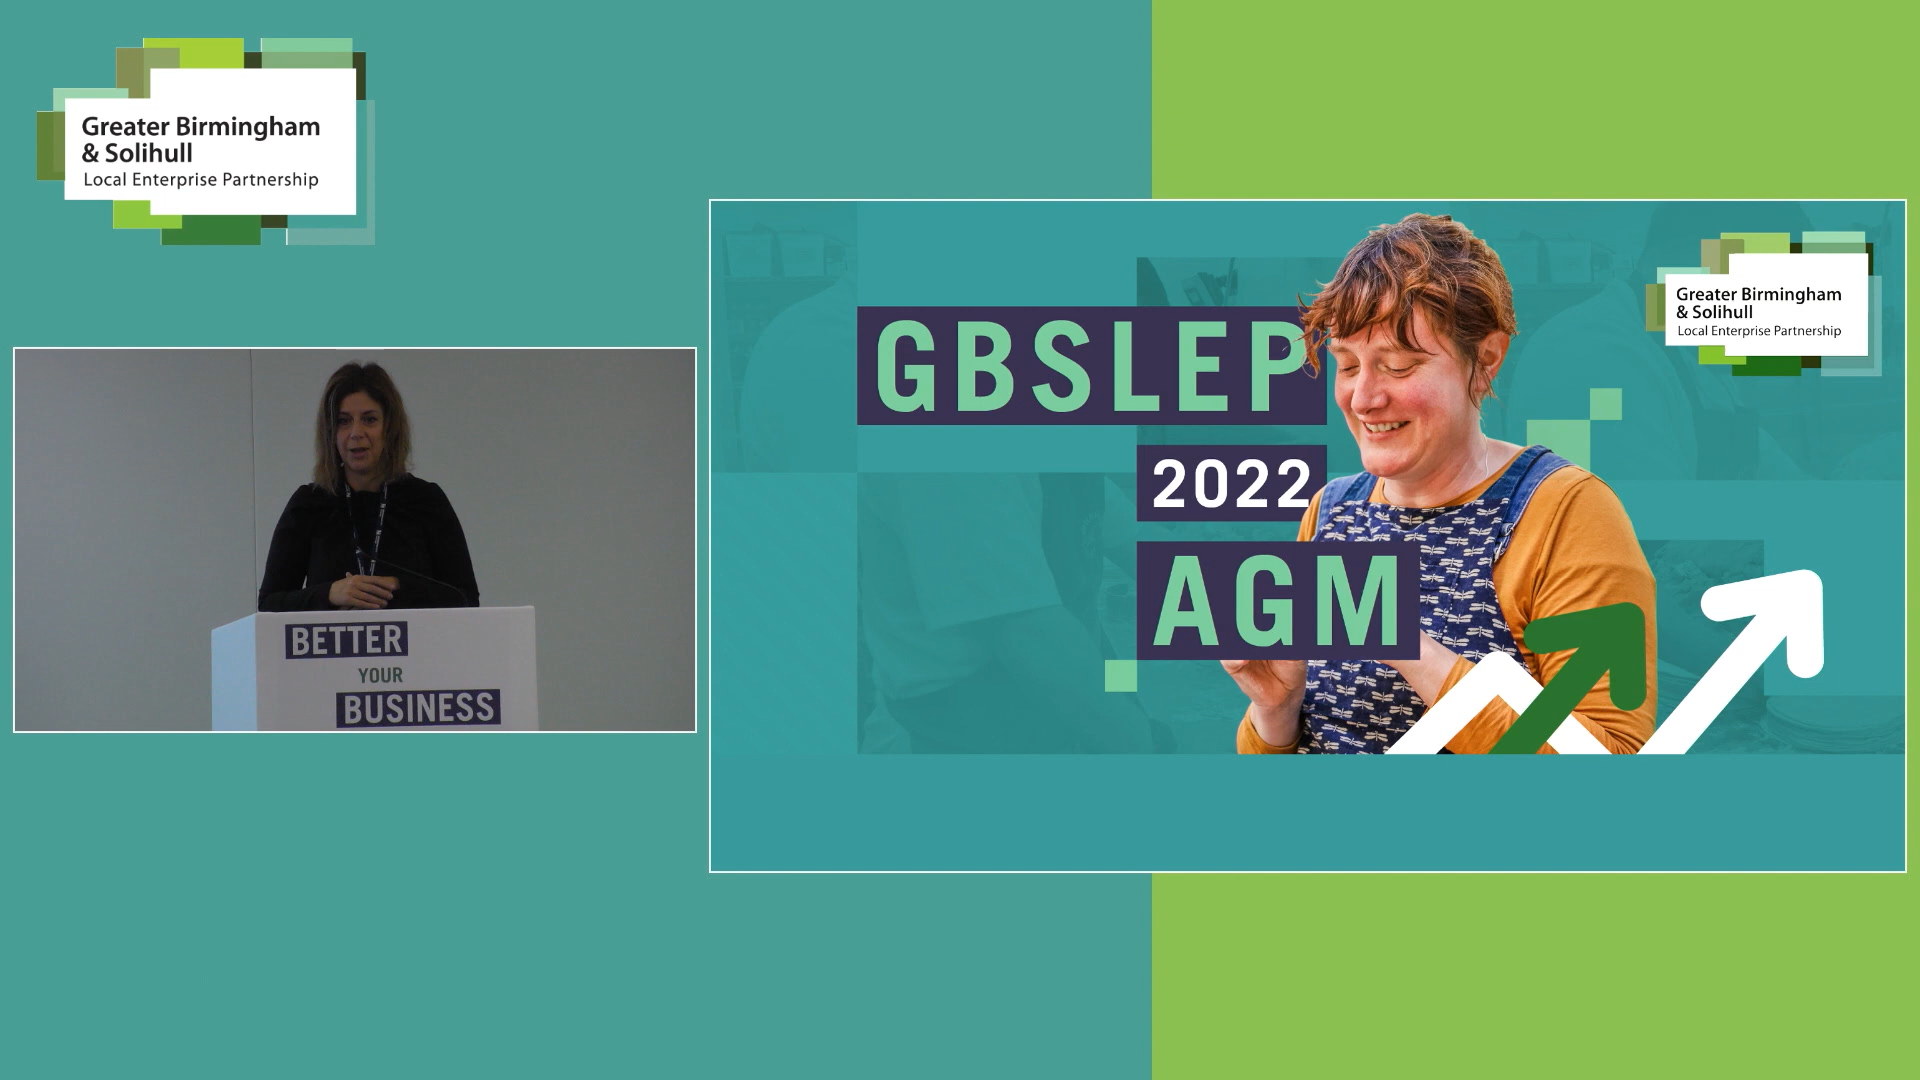 Greater Birmingham
& Solihull
Local Enterprise Partnership
BETTER
YOUR
BUSINESS
GBSLEP
2022
AGM
Greater Birmingham
& Solihull
Local Enterprise Partnership